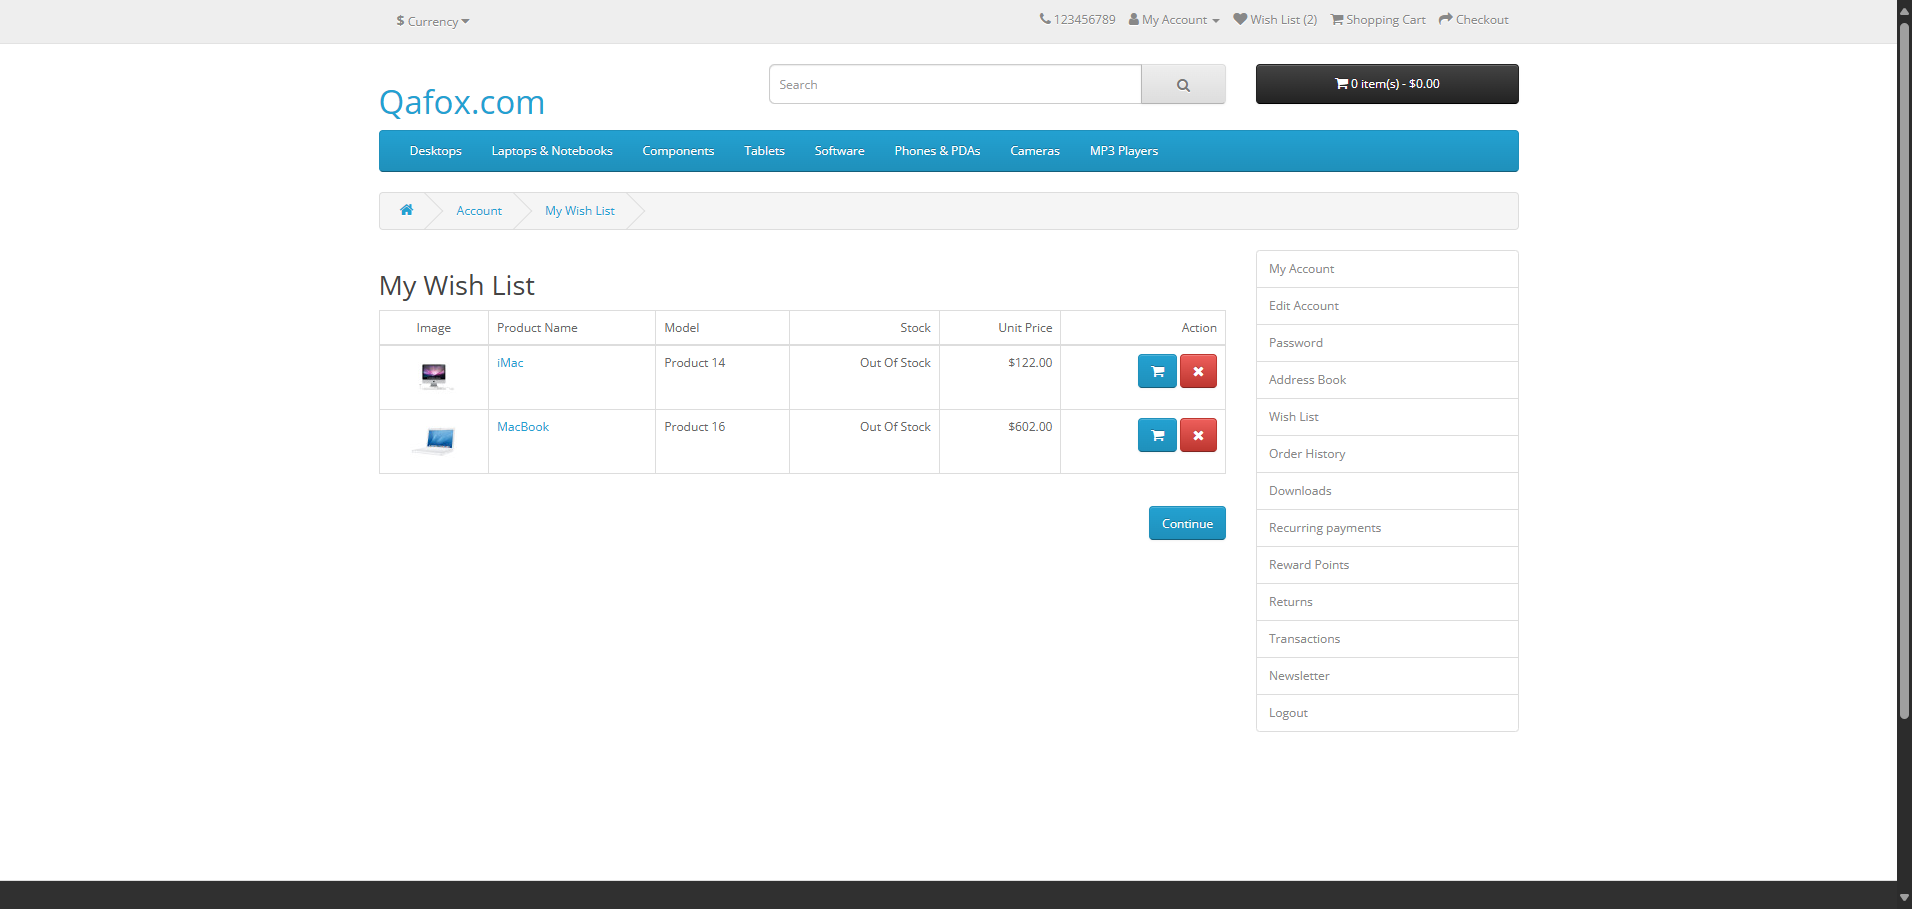 $ Currency
123456789 My Account Wish List (2) Shopping Cart Checkout
Qafox.com
Search
0 item(s) - $0.00
Desktops Laptops & Notebooks Components Tablets Software Phones & PDAs Cameras MP3 Players
Account My Wish List
My Wish List
Image Product Name Model Stock Unit Price Action
iMac Product 14 Out Of Stock $122.00
MacBook Product 16 Out Of Stock $602.00
Continue
My Account
Edit Account
Password
Address Book
Wish List
Order History
Downloads
Recurring payments
Reward Points
Returns
Transactions
Newsletter
Logout